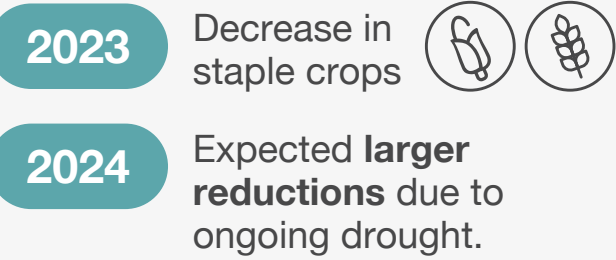 2023
Decrease in
staple crops
2024
Expected larger
reductions due to
ongoing drought.